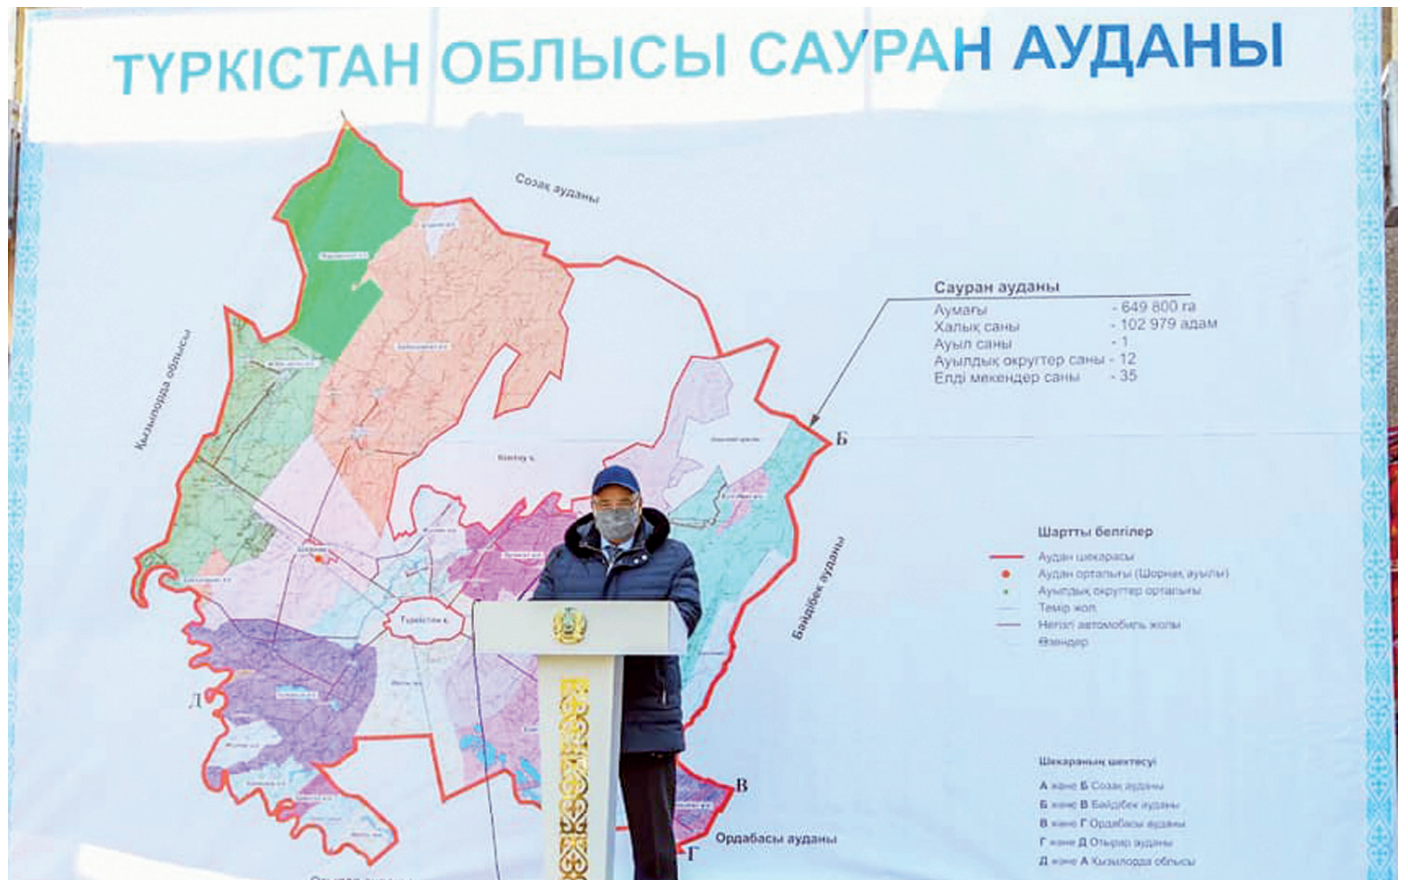 ТҮРКІСТАН ОБЛЫСЫ САУРАН АУДАНЫ
Созақ ауданы
Қызылорда облысы
Сауран ауданы
Аумағы - 649 800 га
Халық саны - 102 979 адам
Ауыл саны - 1
Ауылдық округтер саны - 12
Елді мекендер саны - 35
Б
Кентау қ.
Шартты белгілер
Аудан шекарасы
Аудан орталығы (Шорнақ ауылы)
Ауылдық округтер орталығы
Темір жол
Негізгі автомобиль жолы
Өзендер
Бәйдібек ауданы
Түркістан қ.
Д
В
Г
Ордабасы ауданы
Шекараның шектесуі
А және Б Созақ ауданы
Б және В Бәйдібек ауданы
В және Г Ордабасы ауданы
Г және Д Отырар ауданы
Д және А Қызылорда облысы